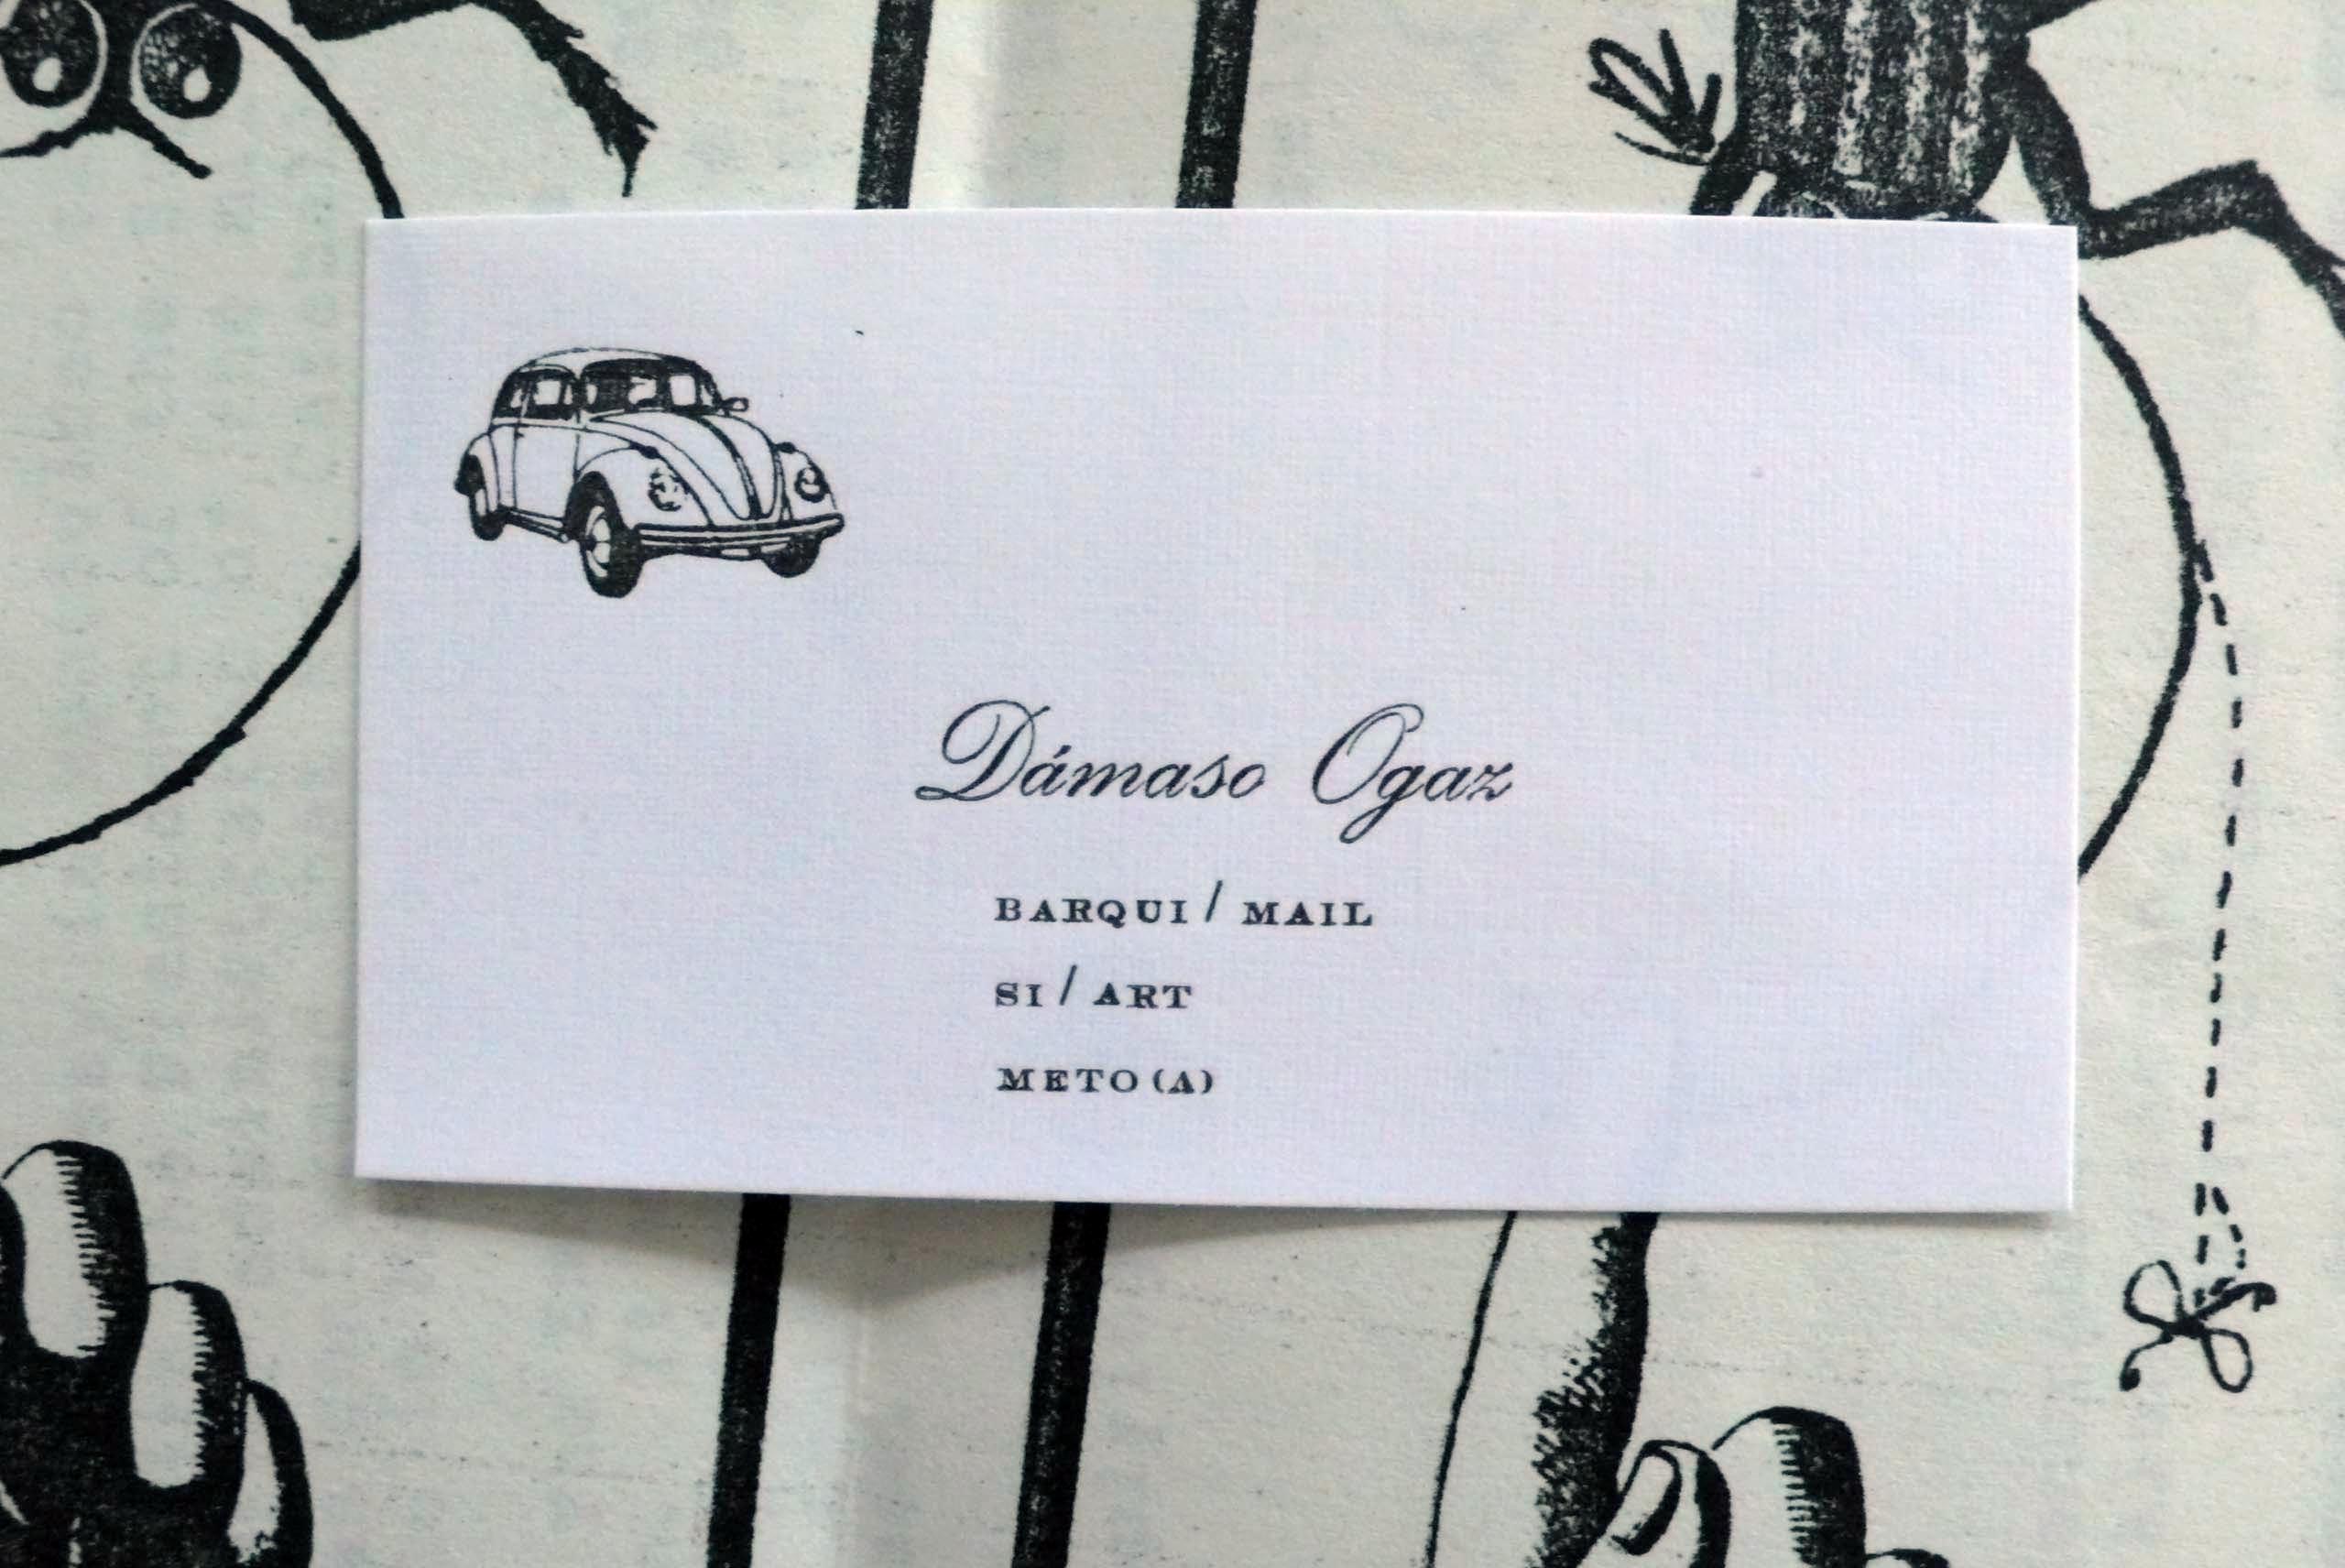 Dámaso Ogaz
BARQUI / MAIL
SI / ART
METO (A)